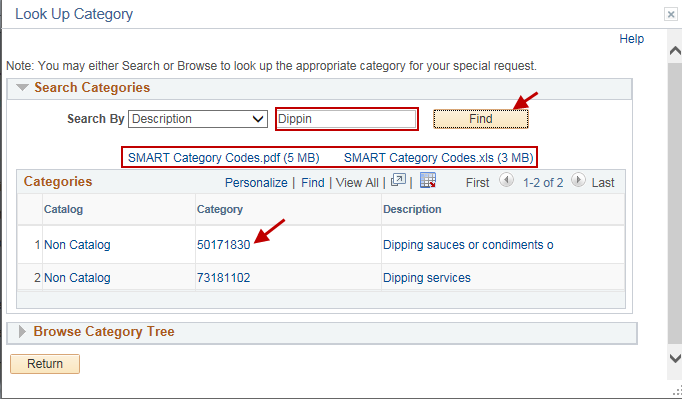 Look Up Category
Help
Note: You may either Search or Browse to look up the appropriate category for your special request.
Search Categories
Search By Description Dippin Find
SMART Category Codes.pdf (5 MB) SMART Category Codes.xls (3 MB)
Categories Personalize | Find | View All | | First 1-2 of 2 Last
Catalog Category Description
1 Non Catalog 50171830 Dipping sauces or condiments o
2 Non Catalog 73181102 Dipping services
Browse Category Tree
Return